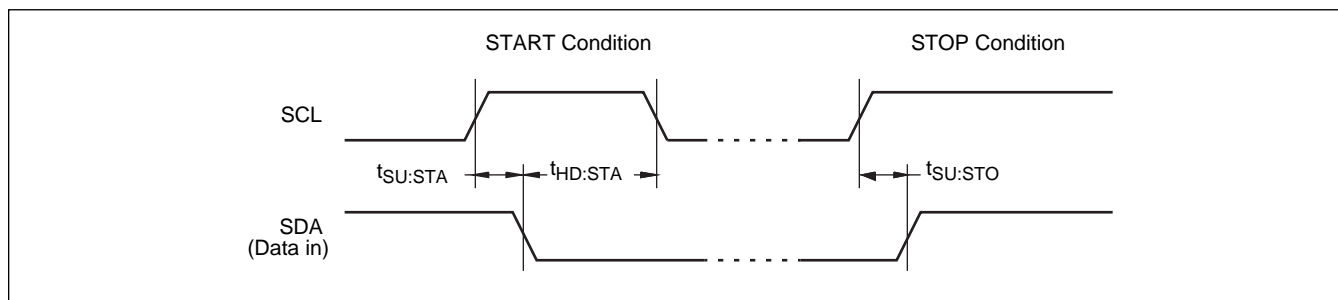 START Condition
STOP Condition
SCL
tSU:STA
tHD:STA
tSU:STO
SDA
(Data in)